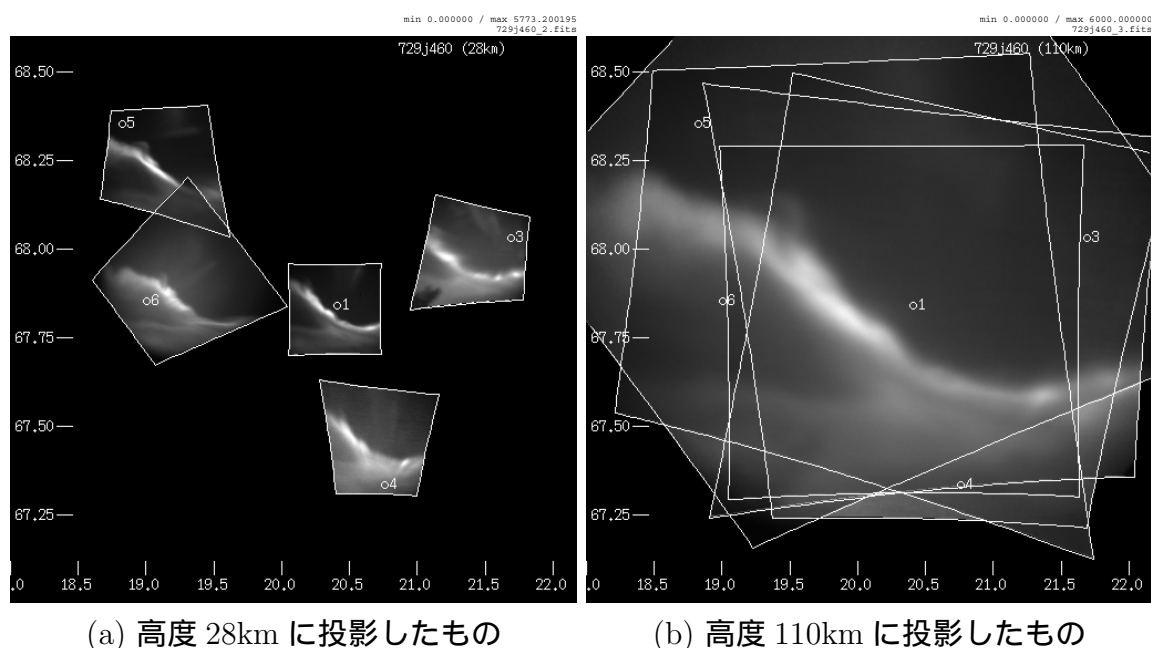 min 0.000000 / max 5773.200195
729j460_2.fits
729j460 (28km)
68.50
68.25
68.00
67.75
67.50
67.25
o5
o3
o6
o1
o4
.0 18.5 19.0 19.5 20.0 20.5 21.0 21.5 22.0
(a) 高度 28km に投影したもの
min 0.000000 / max 6000.000000
729j460_3.fits
729j460 (110km)
68.50
68.25
68.00
67.75
67.50
67.25
o5
o3
o6
o1
o4
.0 18.5 19.0 19.5 20.0 20.5 21.0 21.5 22.0
(b) 高度 110km に投影したもの